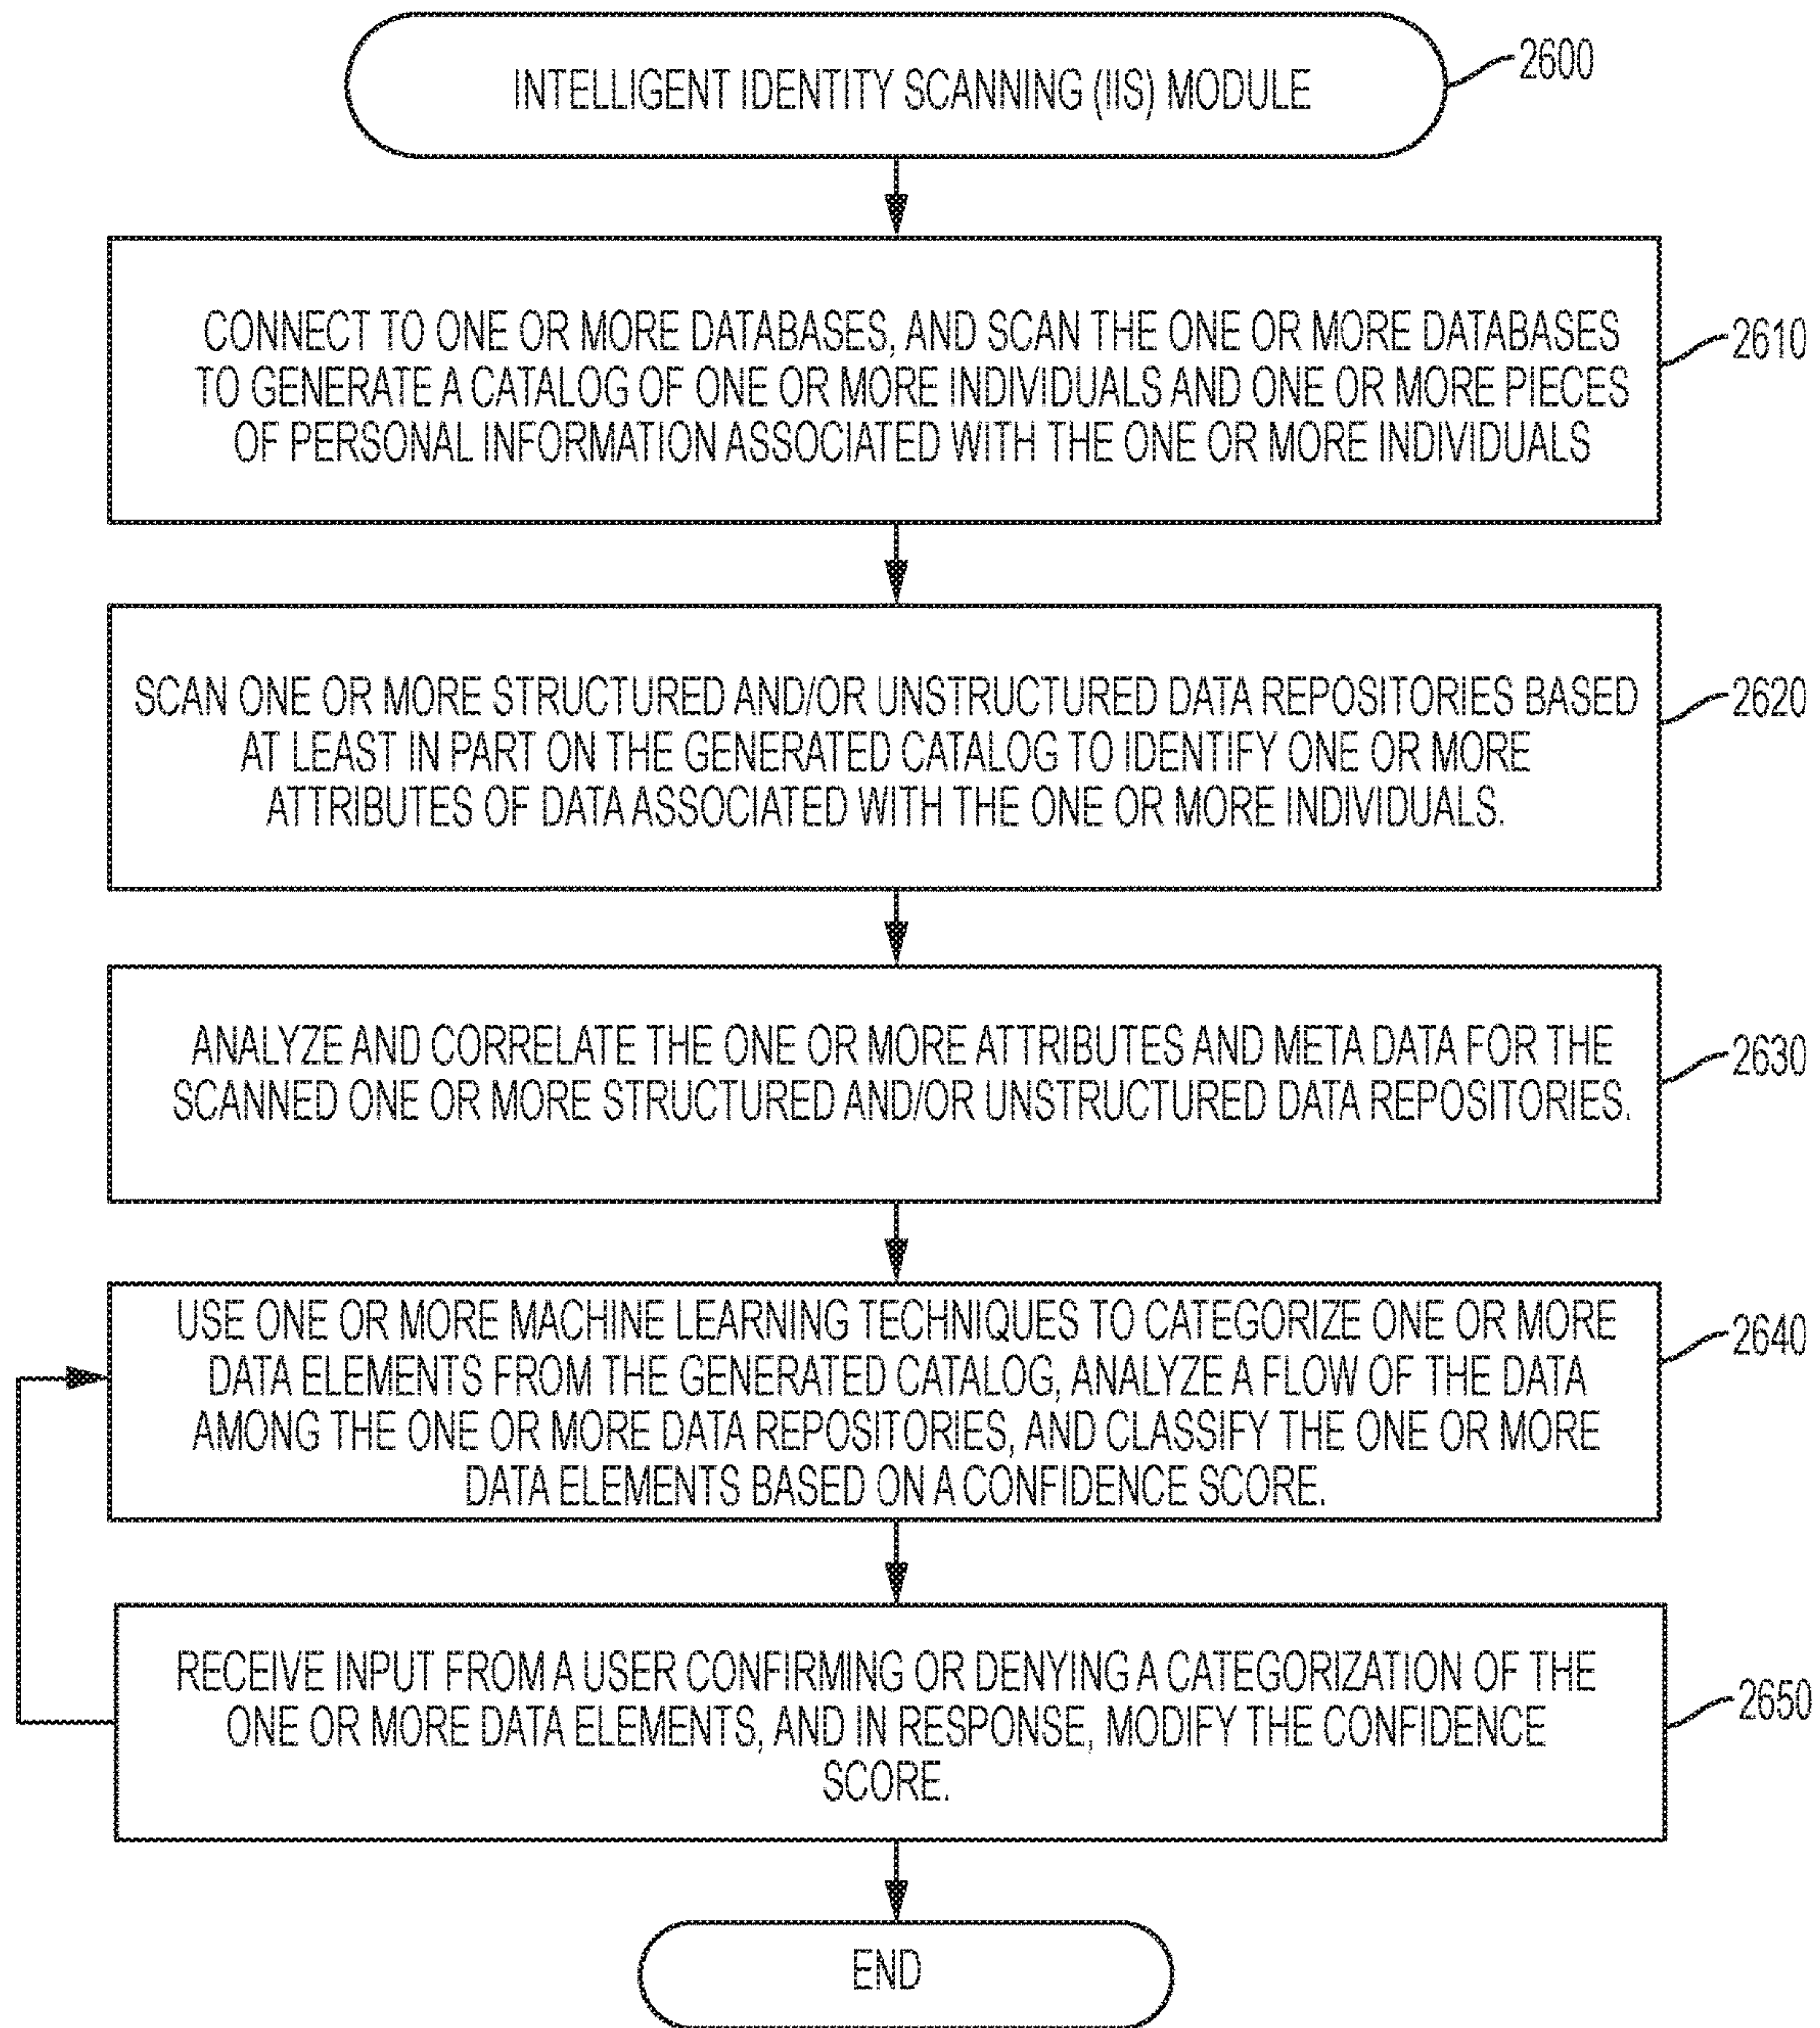 INTELLIGENT IDENTITY SCANNING (IIS) MODULE
2600
CONNECT TO ONE OR MORE DATABASES, AND SCAN THE ONE OR MORE DATABASES
TO GENERATE A CATALOG OF ONE OR MORE INDIVIDUALS AND ONE OR MORE PIECES
OF PERSONAL INFORMATION ASSOCIATED WITH THE ONE OR MORE INDIVIDUALS
2610
SCAN ONE OR MORE STRUCTURED AND/OR UNSTRUCTURED DATA REPOSITORIES BASED
AT LEAST IN PART ON THE GENERATED CATALOG TO IDENTIFY ONE OR MORE
ATTRIBUTES OF DATA ASSOCIATED WITH THE ONE OR MORE INDIVIDUALS.
2620
ANALYZE AND CORRELATE THE ONE OR MORE ATTRIBUTES AND META DATA FOR THE
SCANNED ONE OR MORE STRUCTURED AND/OR UNSTRUCTURED DATA REPOSITORIES.
2630
USE ONE OR MORE MACHINE LEARNING TECHNIQUES TO CATEGORIZE ONE OR MORE
DATA ELEMENTS FROM THE GENERATED CATALOG, ANALYZE A FLOW OF THE DATA
AMONG THE ONE OR MORE DATA REPOSITORIES, AND CLASSIFY THE ONE OR MORE
DATA ELEMENTS BASED ON A CONFIDENCE SCORE.
2640
RECEIVE INPUT FROM A USER CONFIRMING OR DENYING A CATEGORIZATION OF THE
ONE OR MORE DATA ELEMENTS, AND IN RESPONSE, MODIFY THE CONFIDENCE
SCORE.
2650
END